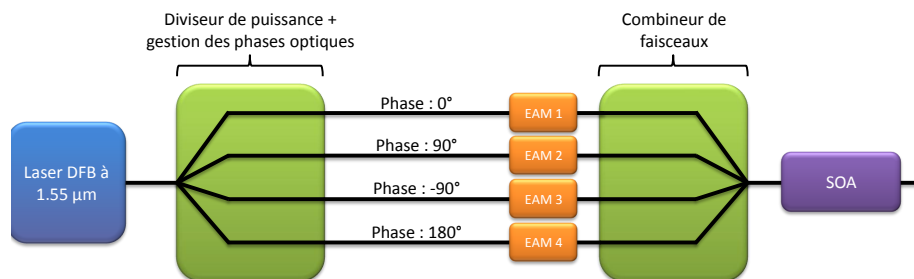 Diviseur de puissance +
gestion des phases optiques
Combineur de
faisceaux
Laser DFB à
1.55 µm
Phase : 0°
EAM 1
Phase : 90°
EAM 2
Phase : -90°
EAM 3
Phase : 180°
EAM 4
SOA